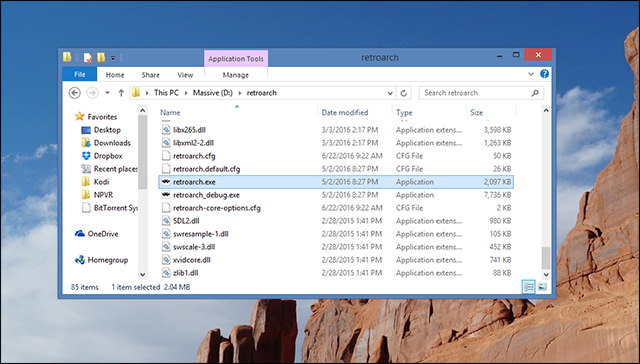 Application Tools
retroarch
File Home Share View Manage
This PC Massive (D:) retroarch
Search retroarch
Name Date modified Type Size
Favorites
Desktop
Downloads
Dropbox
Recent places
Kodi
NPVR
BitTorrent Syn
OneDrive
Homegroup
libx265.dll 3/3/2016 2:17 PM Application extens... 3,598 KB
libxml2-2.dll 3/3/2016 2:17 PM Application extens... 1,263 KB
retroarch.cfg 6/22/2016 9:22 AM CFG File 50 KB
retroarch.default.cfg 5/2/2016 8:27 PM CFG File 26 KB
retroarch.exe 5/2/2016 8:27 PM Application 2,097 KB
retroarch_debug.exe 5/2/2016 8:27 PM Application 7,736 KB
retroarch-core-options.cfg 6/22/2016 9:22 AM CFG File 2 KB
SDL2.dll 2/28/2015 1:41 PM Application extens... 980 KB
swresample-1.dll 2/28/2015 1:41 PM Application extens... 105 KB
swscale-3.dll 2/28/2015 1:41 PM Application extens... 452 KB
xvidcore.dll 2/28/2015 1:41 PM Application extens... 741 KB
zlib1.dll 2/28/2015 1:41 PM Application extens... 88 KB
85 items 1 item selected 2.04 MB